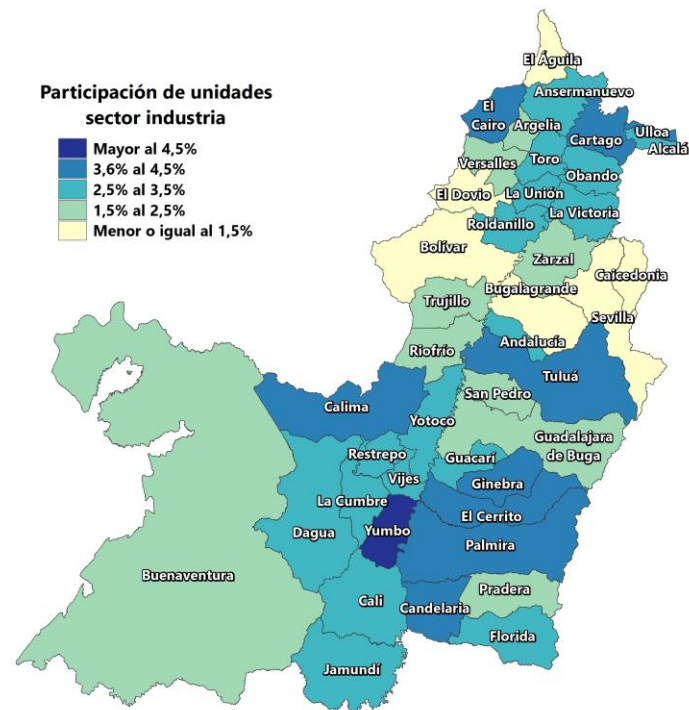 Participación de unidades
sector industria
Mayor al 4,5%
3,6% al 4,5%
2,5% al 3,5%
1,5% al 2,5%
Menor o igual al 1,5%
El Águila
Ansermanuevo
El
Cairo
Argelia
Cartago
Ulloa
Alcalá
Versalles
Toro
Obando
El Dovio
La Unión
La Victoria
Roldanillo
Bolívar
Zarzal
Caicedonia
Bugalagrande
Trujillo
Sevilla
Andalucía
Riofrío
Tuluá
San Pedro
Calima
Yotoco
Guadalajara
de Buga
Restrepo
Guacarí
Vijes
Ginebra
La Cumbre
El Cerrito
Dagua
Yumbo
Palmira
Buenaventura
Pradera
Cali
Candelaria
Florida
Jamundí